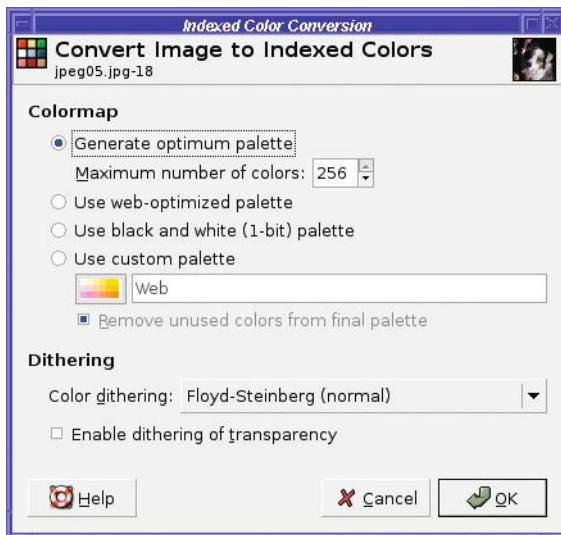 Indexed Color Conversion
Convert Image to Indexed Colors
jpeg05.jpg-18
Colormap
Generate optimum palette
Maximum number of colors: 256
Use web-optimized palette
Use black and white (1-bit) palette
Use custom palette
Web
Remove unused colors from final palette
Dithering
Color dithering: Floyd-Steinberg (normal)
Enable dithering of transparency
Help Cancel OK